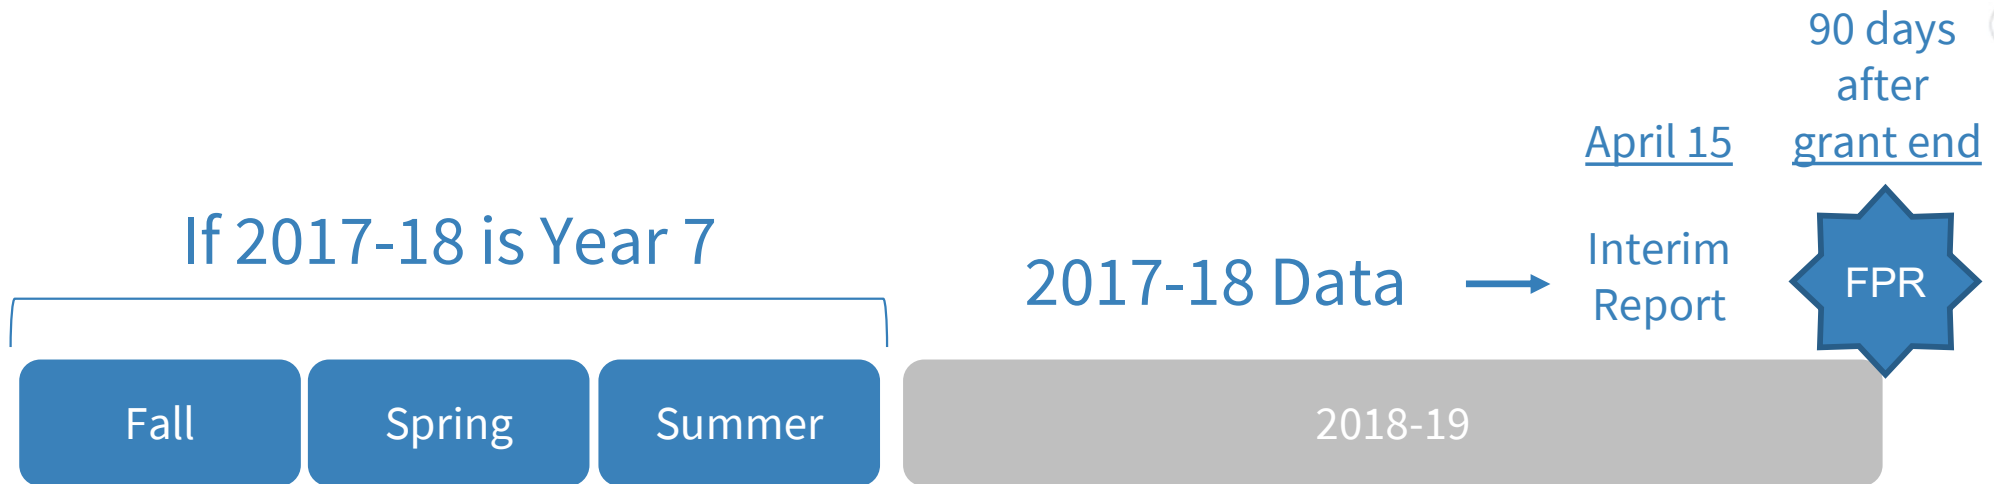 90 days
after
grant end
April 15
If 2017-18 is Year 7
2017-18 Data
Interim
Report
FPR
Fall
Spring
Summer
2018-19